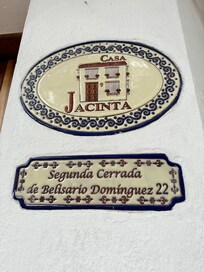 CASA
JACINTA
Segunda Cerrada
de Belisario Domínguez 22